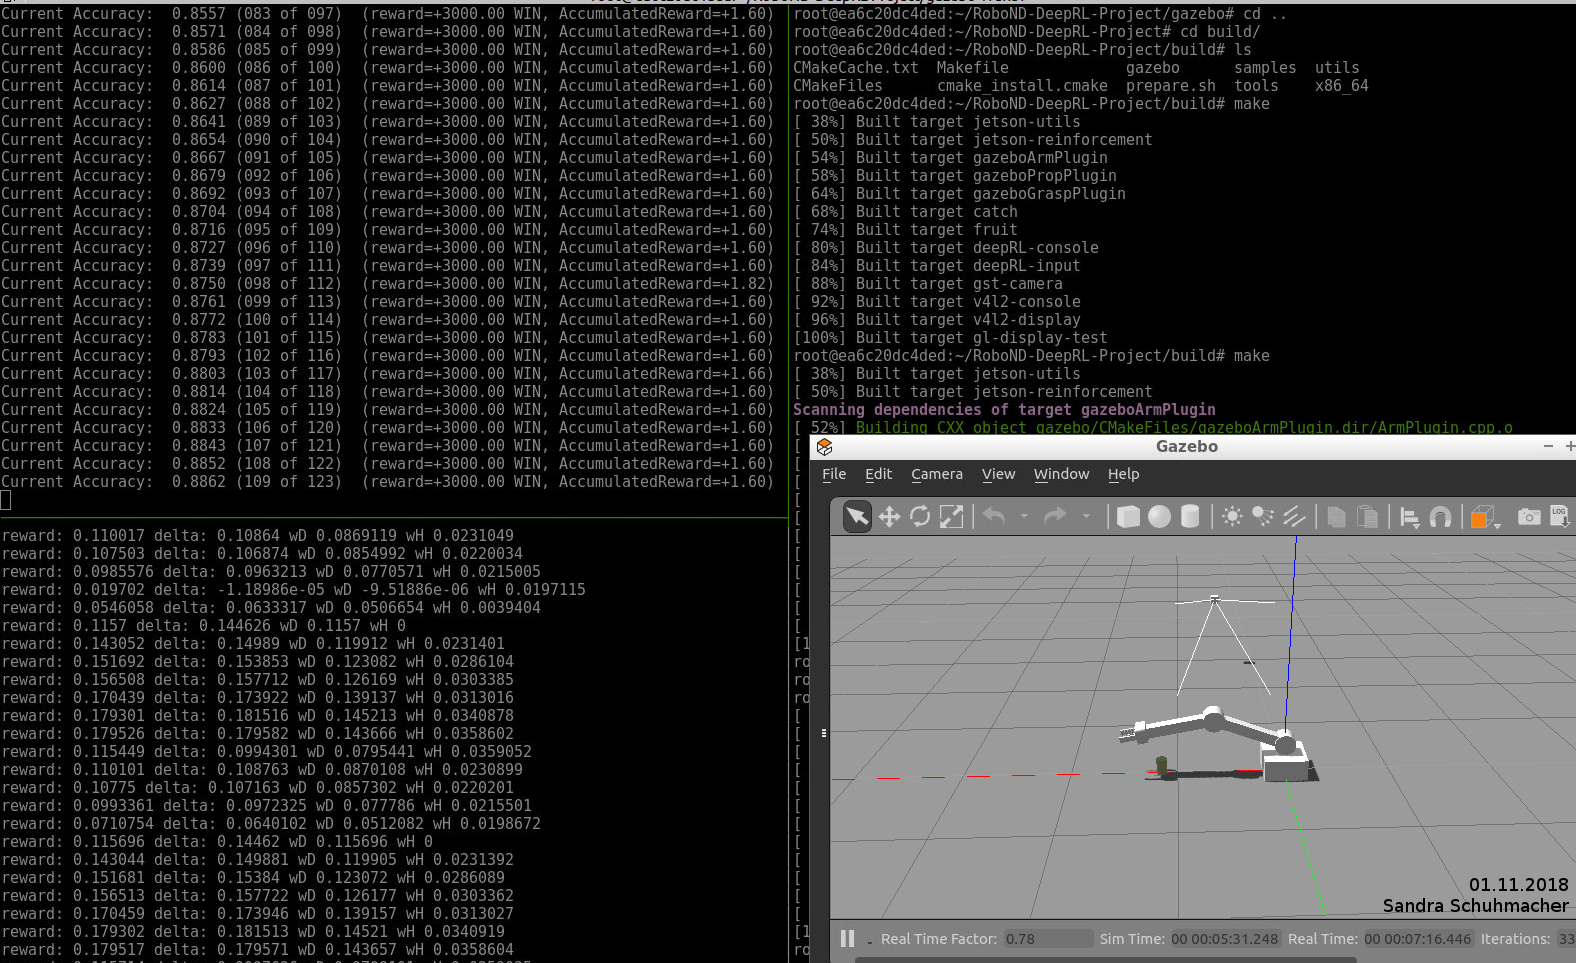 Current Accuracy:  0.8557 (083 of 097)  (reward=+3000.00 WIN, AccumulatedReward=+1.60)
Current Accuracy:  0.8571 (084 of 098)  (reward=+3000.00 WIN, AccumulatedReward=+1.60)
Current Accuracy:  0.8586 (085 of 099)  (reward=+3000.00 WIN, AccumulatedReward=+1.60)
Current Accuracy:  0.8600 (086 of 100)  (reward=+3000.00 WIN, AccumulatedReward=+1.60)
Current Accuracy:  0.8614 (087 of 101)  (reward=+3000.00 WIN, AccumulatedReward=+1.60)
Current Accuracy:  0.8627 (088 of 102)  (reward=+3000.00 WIN, AccumulatedReward=+1.60)
Current Accuracy:  0.8641 (089 of 103)  (reward=+3000.00 WIN, AccumulatedReward=+1.60)
Current Accuracy:  0.8654 (090 of 104)  (reward=+3000.00 WIN, AccumulatedReward=+1.60)
Current Accuracy:  0.8667 (091 of 105)  (reward=+3000.00 WIN, AccumulatedReward=+1.60)
Current Accuracy:  0.8679 (092 of 106)  (reward=+3000.00 WIN, AccumulatedReward=+1.60)
Current Accuracy:  0.8692 (093 of 107)  (reward=+3000.00 WIN, AccumulatedReward=+1.60)
Current Accuracy:  0.8704 (094 of 108)  (reward=+3000.00 WIN, AccumulatedReward=+1.60)
Current Accuracy:  0.8716 (095 of 109)  (reward=+3000.00 WIN, AccumulatedReward=+1.60)
Current Accuracy:  0.8727 (096 of 110)  (reward=+3000.00 WIN, AccumulatedReward=+1.60)
Current Accuracy:  0.8739 (097 of 111)  (reward=+3000.00 WIN, AccumulatedReward=+1.60)
Current Accuracy:  0.8750 (098 of 112)  (reward=+3000.00 WIN, AccumulatedReward=+1.82)
Current Accuracy:  0.8761 (099 of 113)  (reward=+3000.00 WIN, AccumulatedReward=+1.60)
Current Accuracy:  0.8772 (100 of 114)  (reward=+3000.00 WIN, AccumulatedReward=+1.60)
Current Accuracy:  0.8783 (101 of 115)  (reward=+3000.00 WIN, AccumulatedReward=+1.60)
Current Accuracy:  0.8793 (102 of 116)  (reward=+3000.00 WIN, AccumulatedReward=+1.60)
Current Accuracy:  0.8803 (103 of 117)  (reward=+3000.00 WIN, AccumulatedReward=+1.66)
Current Accuracy:  0.8814 (104 of 118)  (reward=+3000.00 WIN, AccumulatedReward=+1.60)
Current Accuracy:  0.8824 (105 of 119)  (reward=+3000.00 WIN, AccumulatedReward=+1.60)
Current Accuracy:  0.8833 (106 of 120)  (reward=+3000.00 WIN, AccumulatedReward=+1.60)
Current Accuracy:  0.8843 (107 of 121)  (reward=+3000.00 WIN, AccumulatedReward=+1.60)
Current Accuracy:  0.8852 (108 of 122)  (reward=+3000.00 WIN, AccumulatedReward=+1.60)
Current Accuracy:  0.8862 (109 of 123)  (reward=+3000.00 WIN, AccumulatedReward=+1.60)
reward: 0.110017 delta: 0.10864 wD 0.0869119 wH 0.0231049
reward: 0.107503 delta: 0.106874 wD 0.0854992 wH 0.0220034
reward: 0.0985576 delta: 0.0963213 wD 0.0770571 wH 0.0215005
reward: 0.019702 delta: -1.18986e-05 wD -9.51886e-06 wH 0.0197115
reward: 0.0546058 delta: 0.0633317 wD 0.0506654 wH 0.0039404
reward: 0.1157 delta: 0.144626 wD 0.1157 wH 0
reward: 0.143052 delta: 0.14989 wD 0.119912 wH 0.0231401
reward: 0.151692 delta: 0.153853 wD 0.123082 wH 0.0286104
reward: 0.156508 delta: 0.157712 wD 0.126169 wH 0.0303385
reward: 0.170439 delta: 0.173922 wD 0.139137 wH 0.0313016
reward: 0.179301 delta: 0.181516 wD 0.145213 wH 0.0340878
reward: 0.179526 delta: 0.179582 wD 0.143666 wH 0.0358602
reward: 0.115449 delta: 0.0994301 wD 0.0795441 wH 0.0359052
reward: 0.110101 delta: 0.108763 wD 0.0870108 wH 0.0230899
reward: 0.10775 delta: 0.107163 wD 0.0857302 wH 0.0220201
reward: 0.0993361 delta: 0.0972325 wD 0.077786 wH 0.0215501
reward: 0.0710754 delta: 0.0640102 wD 0.0512082 wH 0.0198672
reward: 0.115696 delta: 0.14462 wD 0.115696 wH 0
reward: 0.143044 delta: 0.149881 wD 0.119905 wH 0.0231392
reward: 0.151681 delta: 0.15384 wD 0.123072 wH 0.0286089
reward: 0.156513 delta: 0.157722 wD 0.126177 wH 0.0303362
reward: 0.170459 delta: 0.173946 wD 0.139157 wH 0.0313027
reward: 0.179302 delta: 0.181513 wD 0.14521 wH 0.0340919
reward: 0.179517 delta: 0.179571 wD 0.143657 wH 0.0358604
root@ea6c20dc4ded:~/RoboND-DeepRL-Project/gazebo# cd ..
root@ea6c20dc4ded:~/RoboND-DeepRL-Project# cd build/
root@ea6c20dc4ded:~/RoboND-DeepRL-Project/build# ls
CMakeCache.txt  Makefile             gazebo      samples  utils
CMakeFiles      cmake_install.cmake  prepare.sh  tools    x86_64
root@ea6c20dc4ded:~/RoboND-DeepRL-Project/build# make
[ 38%] Built target jetson-utils
[ 50%] Built target jetson-reinforcement
[ 54%] Built target gazeboArmPlugin
[ 58%] Built target gazeboPropPlugin
[ 64%] Built target gazeboGraspPlugin
[ 68%] Built target catch
[ 74%] Built target fruit
[ 80%] Built target deepRL-console
[ 84%] Built target deepRL-input
[ 88%] Built target gst-camera
[ 92%] Built target v4l2-console
[ 96%] Built target v4l2-display
[100%] Built target gl-display-test
root@ea6c20dc4ded:~/RoboND-DeepRL-Project/build# make
[ 38%] Built target jetson-utils
[ 50%] Built target jetson-reinforcement
Scanning dependencies of target gazeboArmPlugin
[ 52%] Building CXX object gazebo/CMakeFiles/gazeboArmPlugin.dir/ArmPlugin.cpp.o
Gazebo
File Edit Camera View Window Help
LOG
01.11.2018
Sandra Schuhmacher
Real Time Factor: 0.78 Sim Time: 00 00:05:31.248 Real Time: 00 00:07:16.446 Iterations: 33